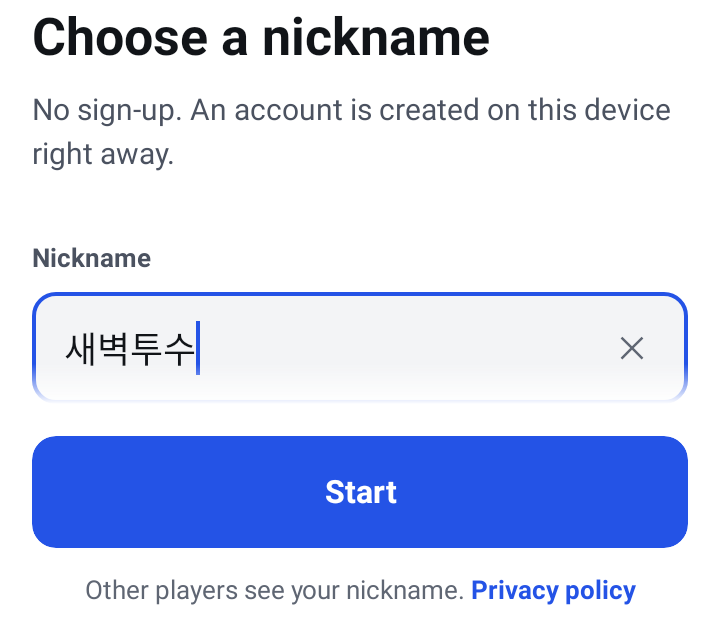 Choose a nickname
No sign-up. An account is created on this device
right away.
Nickname
새벽투수
Start
Other players see your nickname. Privacy policy